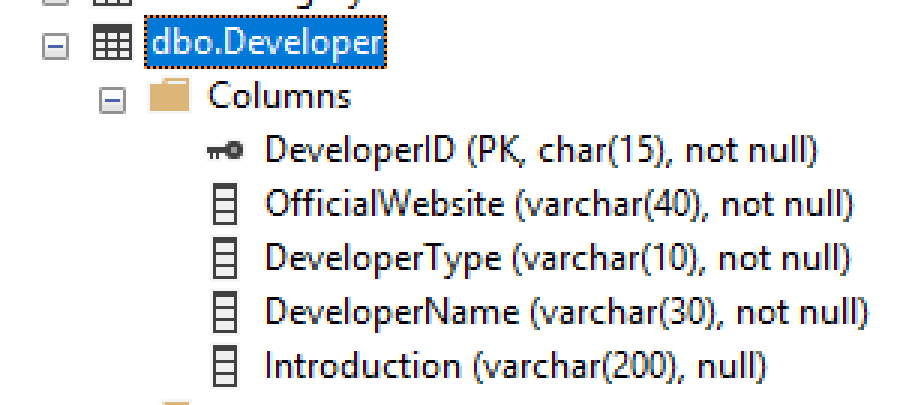 dbo.Developer
Columns
DeveloperID (PK, char(15), not null)
OfficialWebsite (varchar(40), not null)
DeveloperType (varchar(10), not null)
DeveloperName (varchar(30), not null)
Introduction (varchar(200), null)